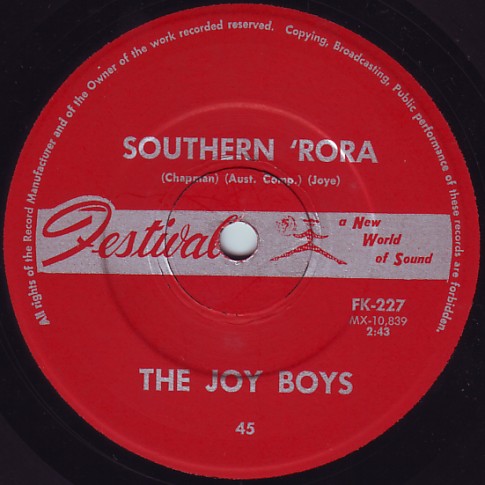 All rights of the Record Manufacturer and of the Owner of the work recorded reserved. Copying, Broadcasting, Public performance of these records are forbidden.
SOUTHERN 'RORA
(Chapman) (Aust. Comp.) (Joye)
Festival
a New
World
of Sound
FK-227
MX-10,839
2:43
THE JOY BOYS
45